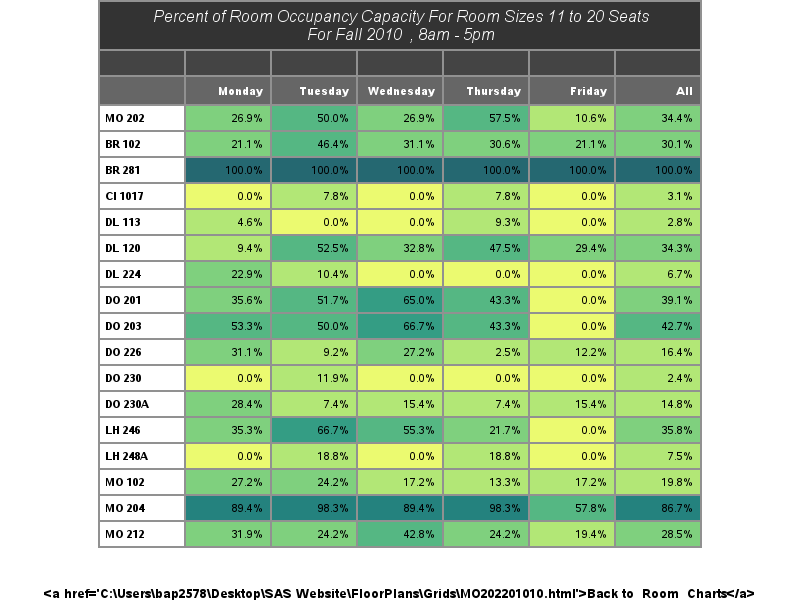 Percent of Room Occupancy Capacity For Room Sizes 11 to 20 Seats
For Fall 2010 , 8am - 5pm
Monday Tuesday Wednesday Thursday Friday All
MO 202 26.9% 50.0% 26.9% 57.5% 10.6% 34.4%
BR 102 21.1% 46.4% 31.1% 30.6% 21.1% 30.1%
BR 281 100.0% 100.0% 100.0% 100.0% 100.0% 100.0%
CI 1017 0.0% 7.8% 0.0% 7.8% 0.0% 3.1%
DL 113 4.6% 0.0% 0.0% 9.3% 0.0% 2.8%
DL 120 9.4% 52.5% 32.8% 47.5% 29.4% 34.3%
DL 224 22.9% 10.4% 0.0% 0.0% 0.0% 6.7%
DO 201 35.6% 51.7% 65.0% 43.3% 0.0% 39.1%
DO 203 53.3% 50.0% 66.7% 43.3% 0.0% 42.7%
DO 226 31.1% 9.2% 27.2% 2.5% 12.2% 16.4%
DO 230 0.0% 11.9% 0.0% 0.0% 0.0% 2.4%
DO 230A 28.4% 7.4% 15.4% 7.4% 15.4% 14.8%
LH 246 35.3% 66.7% 55.3% 21.7% 0.0% 35.8%
LH 248A 0.0% 18.8% 0.0% 18.8% 0.0% 7.5%
MO 102 27.2% 24.2% 17.2% 13.3% 17.2% 19.8%
MO 204 89.4% 98.3% 89.4% 98.3% 57.8% 86.7%
MO 212 31.9% 24.2% 42.8% 24.2% 19.4% 28.5%
<a href='C:\Users\bap2578\Desktop\SAS Website\FloorPlans\Grids\MO202201010.html'>Back to Room Charts</a>